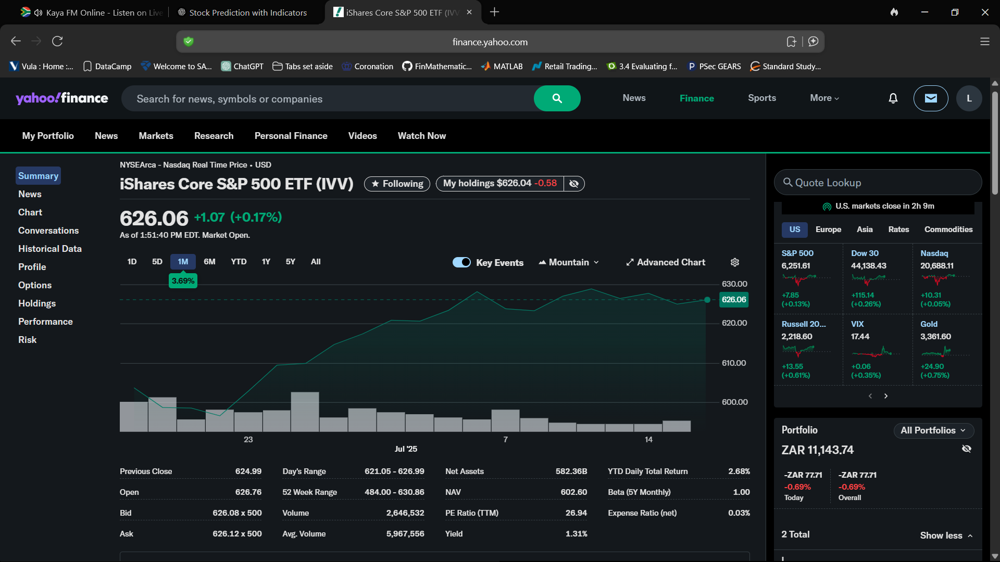 Kaya FM Online - Listen on Live
Stock Prediction with Indicators
iShares Core S&P 500 ETF (IVV
finance.yahoo.com
Vula : Home :...
DataCamp
Welcome to SA...
ChatGPT
Tabs set aside
Coronation
FinMathematic...
MATLAB
Retail Trading...
3.4 Evaluating f...
PSec GEARS
Standard Study...
yahoo!finance
Search for news, symbols or companies
News
Finance
Sports
More
L
My Portfolio
News
Markets
Research
Personal Finance
Videos
Watch Now
Summary
News
Chart
Conversations
Historical Data
Profile
Options
Holdings
Performance
Risk
NYSEArca - Nasdaq Real Time Price • USD
iShares Core S&P 500 ETF (IVV)
Following
My holdings $626.04 -0.58
626.06 +1.07 (+0.17%)
As of 1:51:40 PM EDT. Market Open.
1D 5D 1M 6M YTD 1Y 5Y All
3.69%
Key Events
Mountain
Advanced Chart
630.00
626.06
620.00
610.00
600.00
23
7
14
Jul '25
Previous Close 624.99
Open 626.76
Bid 626.08 x 500
Ask 626.12 x 500
Day's Range 621.05 - 626.99
52 Week Range 484.00 - 630.86
Volume 2,646,532
Avg. Volume 5,967,556
Net Assets 582.36B
NAV 602.60
PE Ratio (TTM) 26.94
Yield 1.31%
YTD Daily Total Return 2.68%
Beta (5Y Monthly) 1.00
Expense Ratio (net) 0.03%
Quote Lookup
U.S. markets close in 2h 9m
US Europe Asia Rates Commodities
S&P 500
6,251.61
+7.85
(+0.13%)
Dow 30
44,138.43
+115.14
(+0.26%)
Nasdaq
20,688.11
+10.31
(+0.05%)
Russell 20...
2,218.60
+13.55
(+0.61%)
VIX
17.44
+0.06
(+0.35%)
Gold
3,361.60
+24.90
(+0.75%)
Portfolio
All Portfolios
ZAR 11,143.74
-ZAR 77.71
-0.69%
Today
-ZAR 77.71
-0.69%
Overall
2 Total
Show less